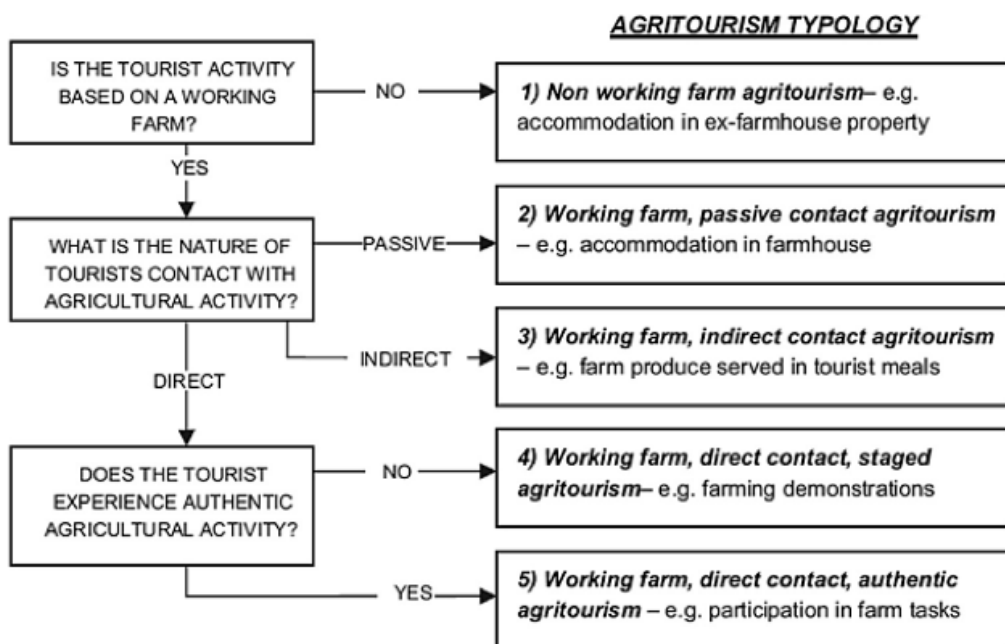 AGRITOURISM TYPOLOGY
IS THE TOURIST ACTIVITY
BASED ON A WORKING
FARM?
NO
1) Non working farm agritourism– e.g.
accommodation in ex-farmhouse property
YES
WHAT IS THE NATURE OF
TOURISTS CONTACT WITH
AGRICULTURAL ACTIVITY?
PASSIVE
2) Working farm, passive contact agritourism
– e.g. accommodation in farmhouse
INDIRECT
3) Working farm, indirect contact agritourism
– e.g. farm produce served in tourist meals
DIRECT
DOES THE TOURIST
EXPERIENCE AUTHENTIC
AGRICULTURAL ACTIVITY?
NO
4) Working farm, direct contact, staged
agritourism– e.g. farming demonstrations
YES
5) Working farm, direct contact, authentic
agritourism – e.g. participation in farm tasks